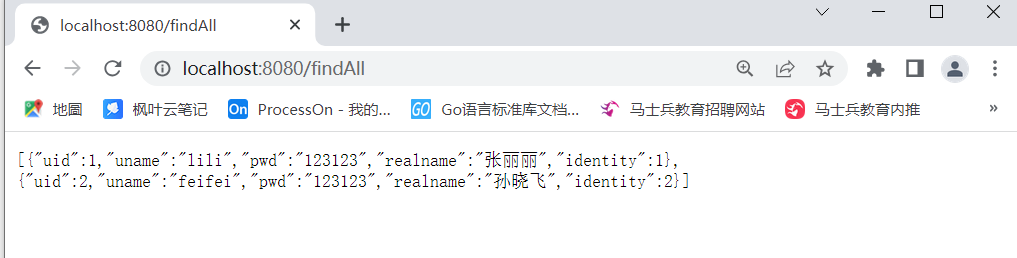 localhost:8080/findAll
localhost:8080/findAll
地圖 枫叶云笔记 On ProcessOn - 我的... GO Go语言标准库文档... 马士兵教育招聘网站 马士兵教育内推 »
[{"uid":1,"uname":"lili","pwd":"123123","realname":"张丽丽","identity":1},
{"uid":2,"uname":"feifei","pwd":"123123","realname":"孙晓飞","identity":2}]